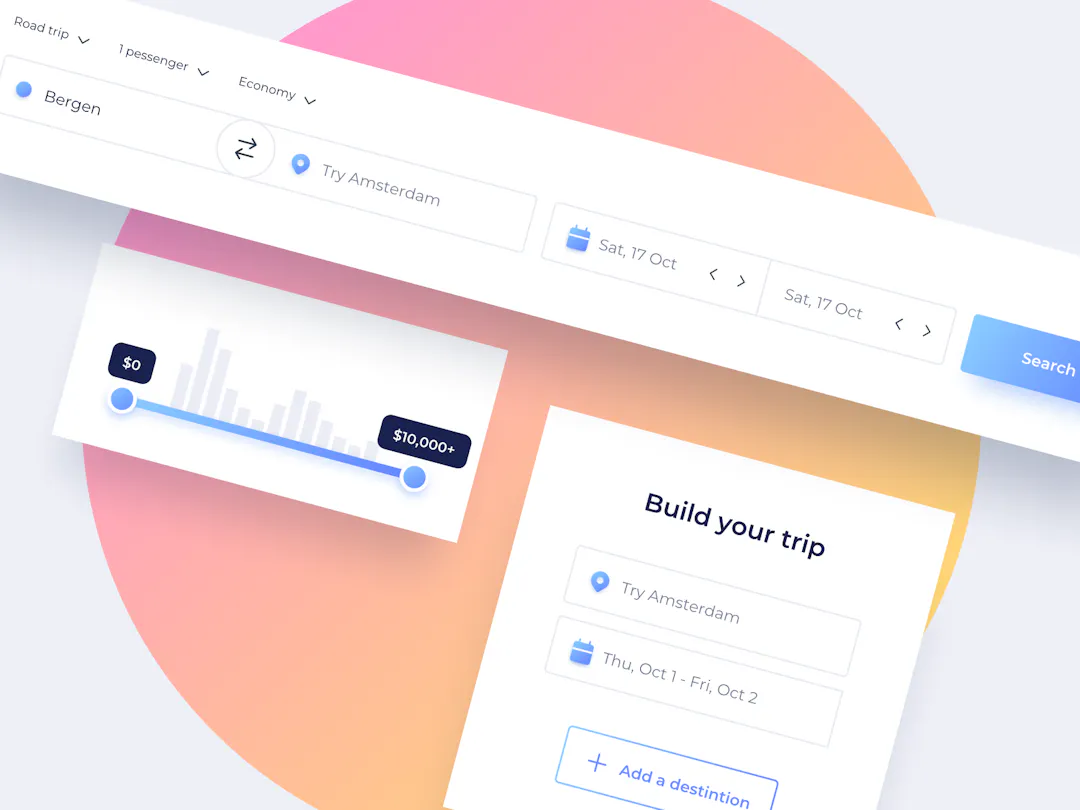 Road trip
1 pessenger
Economy
Bergen
Try Amsterdam
Sat, 17 Oct
Sat, 17 Oct
Search
$0
$10,000+
Build your trip
Try Amsterdam
Thu, Oct 1 - Fri, Oct 2
Add a destintion